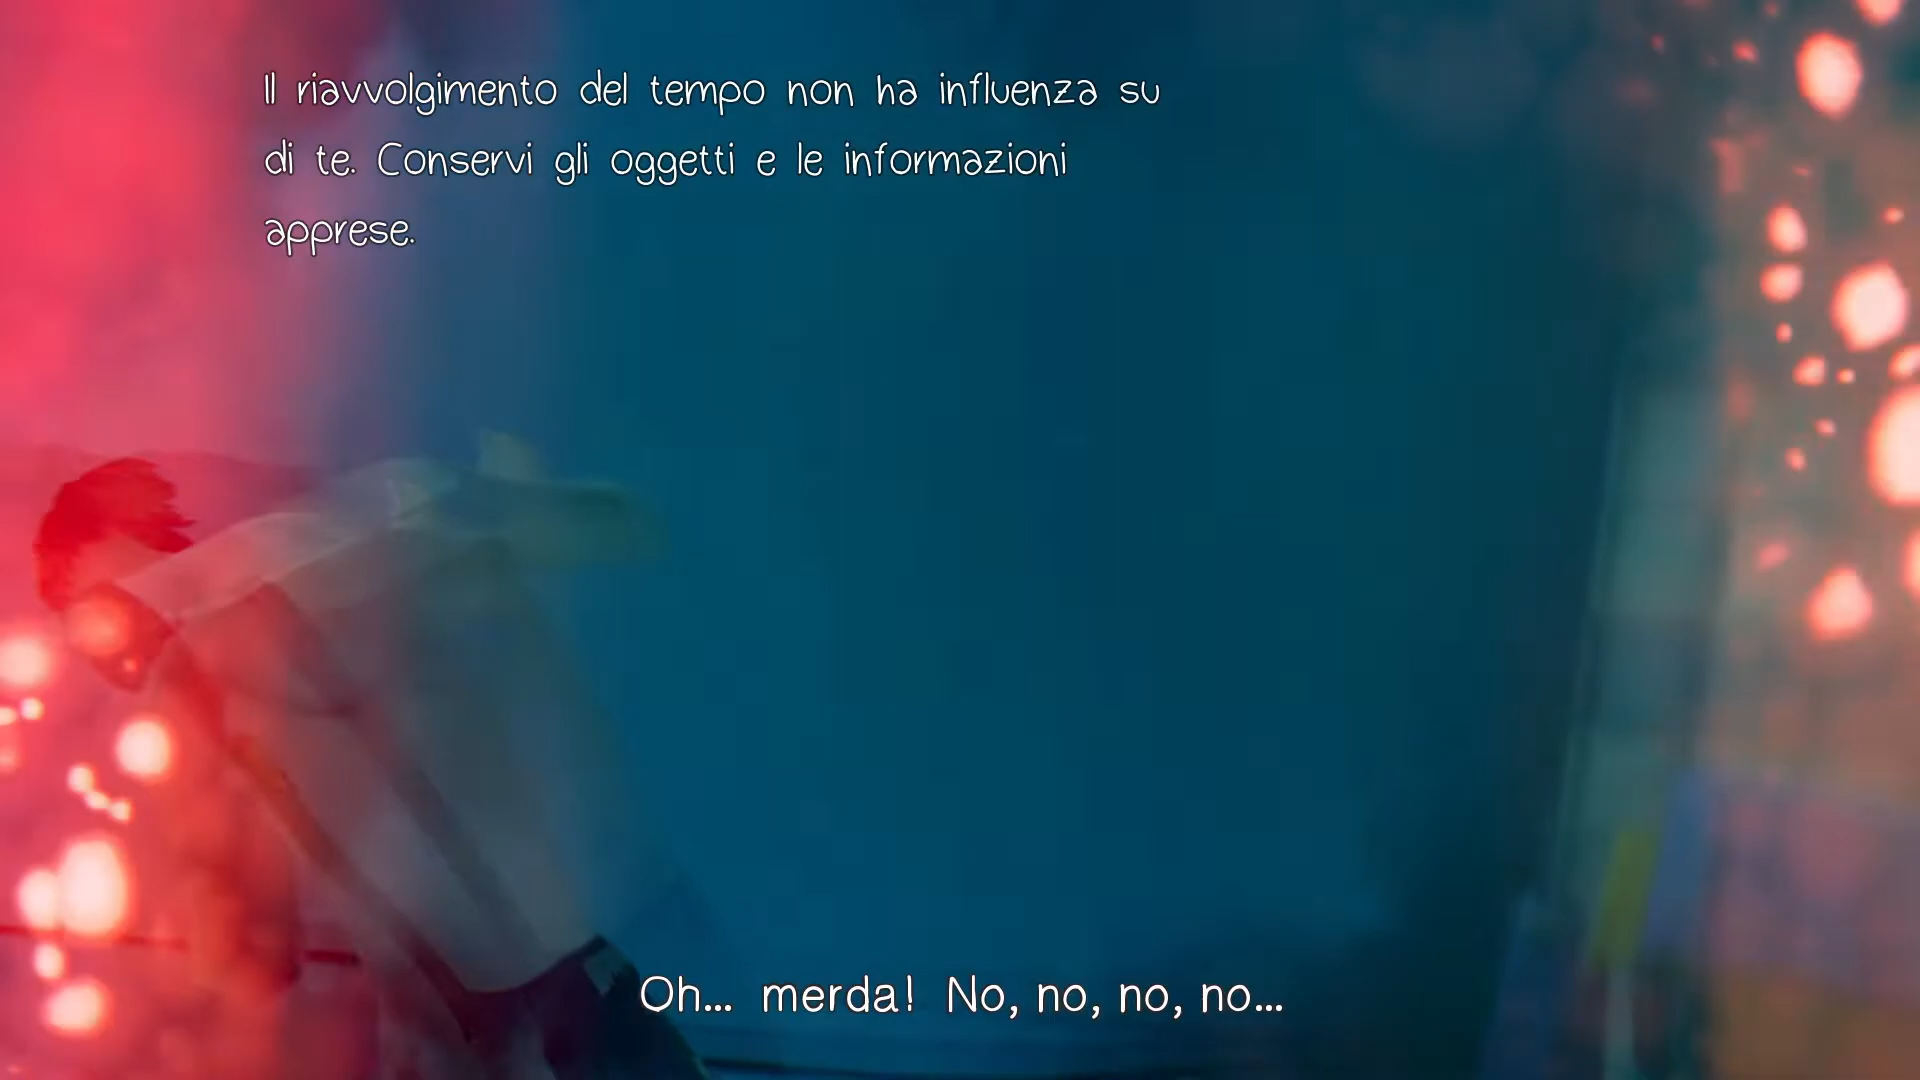 Il riavvolgimento del tempo non ha influenza su
di te. Conservi gli oggetti e le informazioni
apprese.
Oh... merda! No, no, no, no...